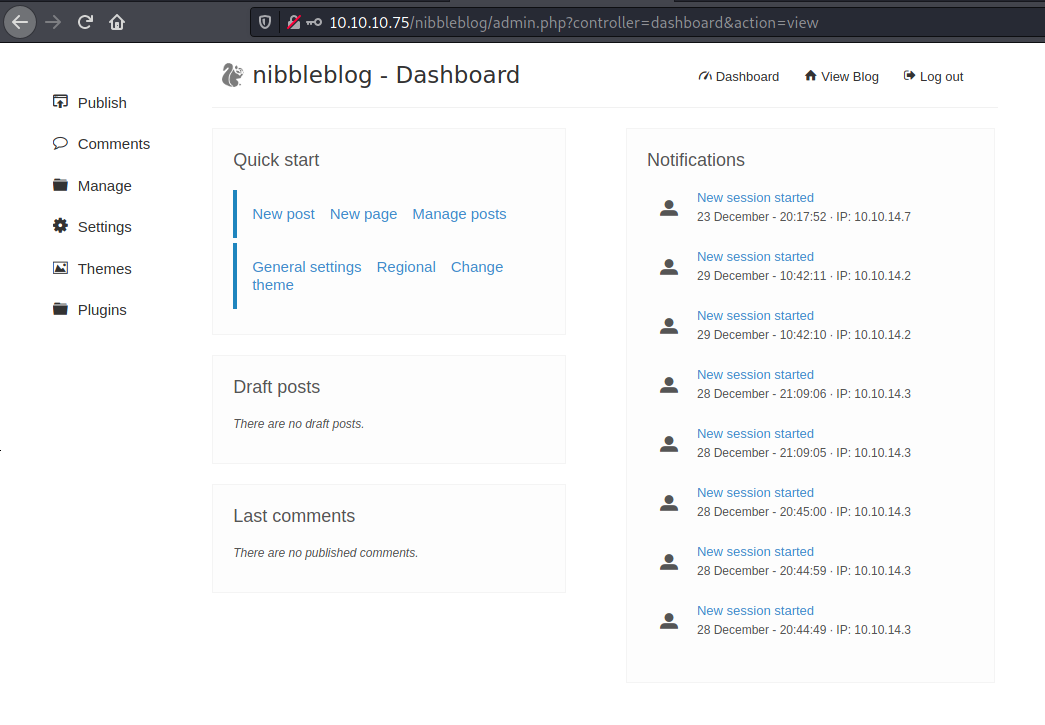 10.10.10.75/nibbleblog/admin.php?controller=dashboard&action=view
nibbleblog - Dashboard
Dashboard
View Blog
Log out
Publish
Comments
Manage
Settings
Themes
Plugins
Quick start
New post New page Manage posts
General settings Regional Change
theme
Draft posts
There are no draft posts.
Last comments
There are no published comments.
Notifications
New session started
23 December - 20:17:52 · IP: 10.10.14.7
New session started
29 December - 10:42:11 · IP: 10.10.14.2
New session started
29 December - 10:42:10 · IP: 10.10.14.2
New session started
28 December - 21:09:06 · IP: 10.10.14.3
New session started
28 December - 21:09:05 · IP: 10.10.14.3
New session started
28 December - 20:45:00 · IP: 10.10.14.3
New session started
28 December - 20:44:59 · IP: 10.10.14.3
New session started
28 December - 20:44:49 · IP: 10.10.14.3